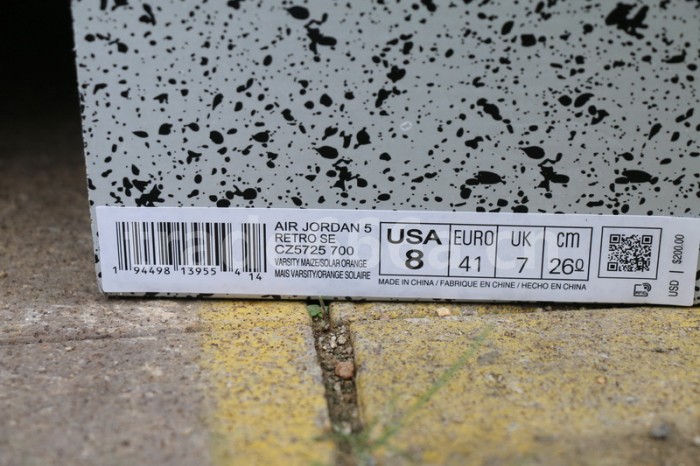 AIR JORDAN 5
RETRO SE
CZ5725 700
VARSITY MAIZE/SOLAR ORANGE
MAIS VARSITY/ORANGE SOLAIRE
1 94498 13955 4 14
USA
8
EURO
41
UK
7
cm
26º
MADE IN CHINA / FABRIQUE EN CHINE / HECHO EN CHINA
USD | $200.00